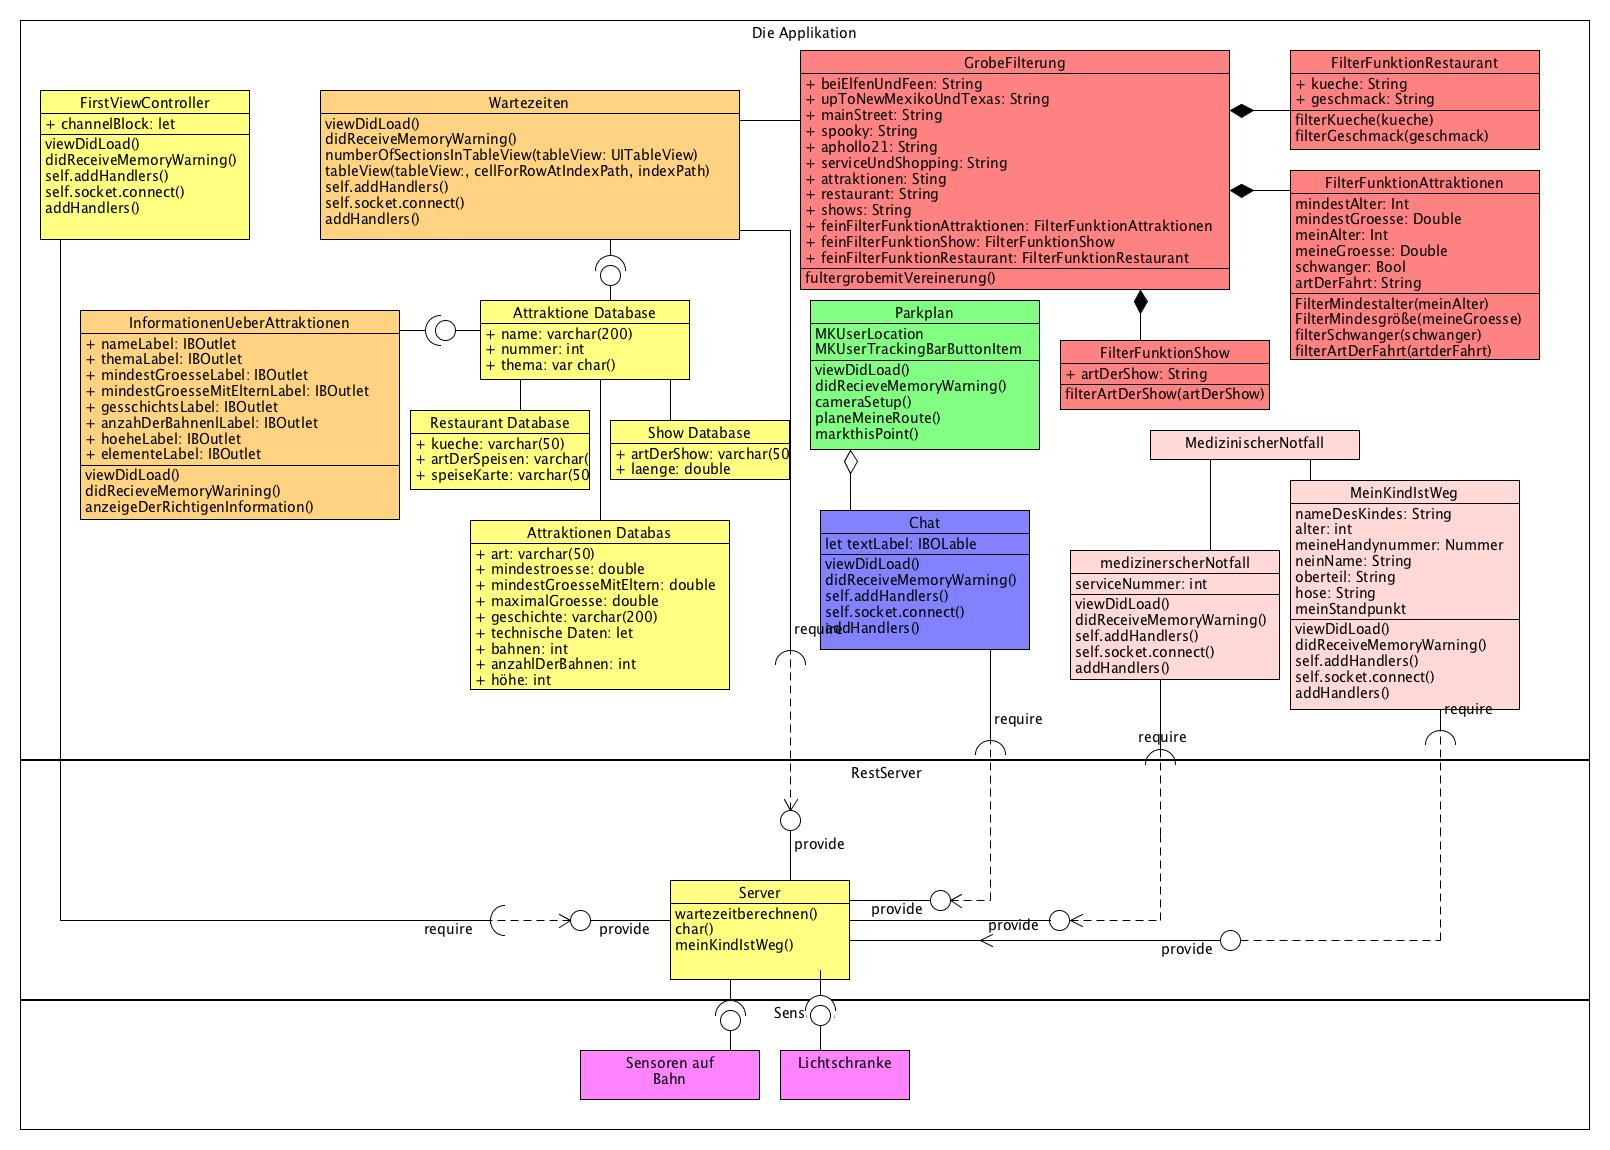 Die Applikation
FirstViewController
+ channelBlock: let
viewDidLoad()
didReceiveMemoryWarning()
self.addHandlers()
self.socket.connect()
addHandlers()
Wartezeiten
viewDidLoad()
didReceiveMemoryWarning()
numberOfSectionsInTableView(tableView: UITableView)
tableView(tableView:, cellForRowAtIndexPath, indexPath)
self.addHandlers()
self.socket.connect()
addHandlers()
GrobeFilterung
+ beiElfenUndFeen: String
+ upToNewMexikoUndTexas: String
+ mainStreet: String
+ spooky: String
+ aphollo21: String
+ serviceUndShopping: String
+ attraktionen: Sting
+ restaurant: String
+ shows: String
+ feinFilterFunktionAttraktionen: FilterFunktionAttraktionen
+ feinFilterFunktionShow: FilterFunktionShow
+ feinFilterFunktionRestaurant: FilterFunktionRestaurant
fultergrobemitVereinerung()
FilterFunktionRestaurant
+ kueche: String
+ geschmack: String
filterKueche(kueche)
filterGeschmack(geschmack)
FilterFunktionAttraktionen
mindestAlter: Int
mindestGroesse: Double
meinAlter: Int
meineGroesse: Double
schwanger: Bool
artDerFahrt: String
FilterMindestalter(meinAlter)
FilterMindesgröße(meineGroesse)
filterSchwanger(schwanger)
filterArtDerFahrt(artderFahrt)
InformationenUeberAttraktionen
+ nameLabel: IBOutlet
+ themaLabel: IBOutlet
+ mindestGroesseLabel: IBOutlet
+ mindestGroesseMitElternLabel: IBOutlet
+ gesschichtsLabel: IBOutlet
+ anzahDerBahnenlLabel: IBOutlet
+ hoeheLabel: IBOutlet
+ elementeLabel: IBOutlet
viewDidLoad()
didRecieveMemoryWarining()
anzeigeDerRichtigenInformation()
Attraktione Database
+ name: varchar(200)
+ nummer: int
+ thema: var char()
Restaurant Database
+ kueche: varchar(50)
+ artDerSpeisen: varchar(
+ speiseKarte: varchar(50
Show Database
+ artDerShow: varchar(50
+ laenge: double
Attraktionen Databas
+ art: varchar(50)
+ mindestroesse: double
+ mindestGroesseMitEltern: double
+ maximalGroesse: double
+ geschichte: varchar(200)
+ technische Daten: let
+ bahnen: int
+ anzahlDerBahnen: int
+ höhe: int
Parkplan
MKUserLocation
MKUserTrackingBarButtonItem
viewDidLoad()
didRecieveMemoryWarning()
cameraSetup()
planeMeineRoute()
markthisPoint()
FilterFunktionShow
+ artDerShow: String
filterArtDerShow(artDerShow)
Chat
let textLabel: IBOLable
viewDidLoad()
didReceiveMemoryWarning()
self.addHandlers()
self.socket.connect()
addHandlers()
require
MedizinischerNotfall
medizinerscherNotfall
serviceNummer: int
viewDidLoad()
didReceiveMemoryWarning()
self.addHandlers()
self.socket.connect()
addHandlers()
MeinKindIstWeg
nameDesKindes: String
alter: int
meineHandynummer: Nummer
neinName: String
oberteil: String
hose: String
meinStandpunkt
viewDidLoad()
didReceiveMemoryWarning()
self.addHandlers()
self.socket.connect()
addHandlers()
require
require
require
RestServer
provide
Server
wartezeitberechnen()
char()
meinKindIstWeg()
require
provide
provide
provide
provide
Sens
Sensoren auf
Bahn
Lichtschranke